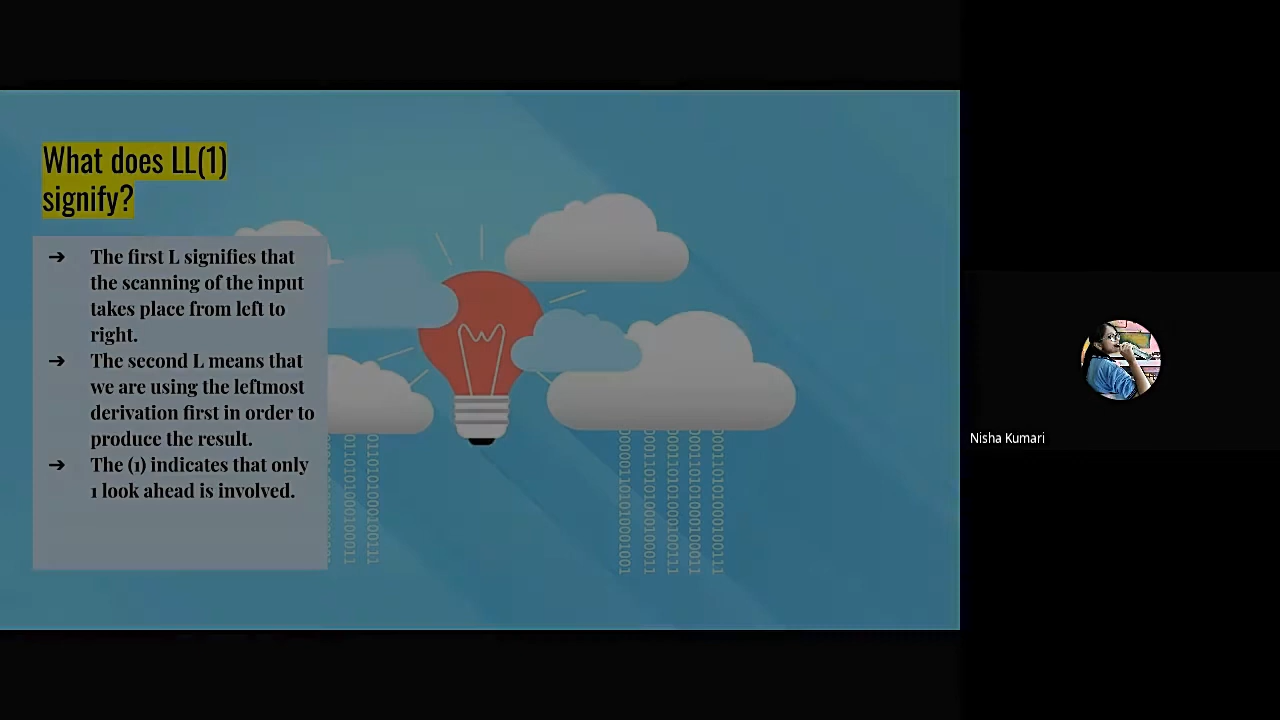 What does LL(1)
signify?
➔ The first L signifies that
the scanning of the input
takes place from left to
right.
➔ The second L means that
we are using the leftmost
derivation first in order to
produce the result.
➔ The (1) indicates that only
1 look ahead is involved.
Nisha Kumari